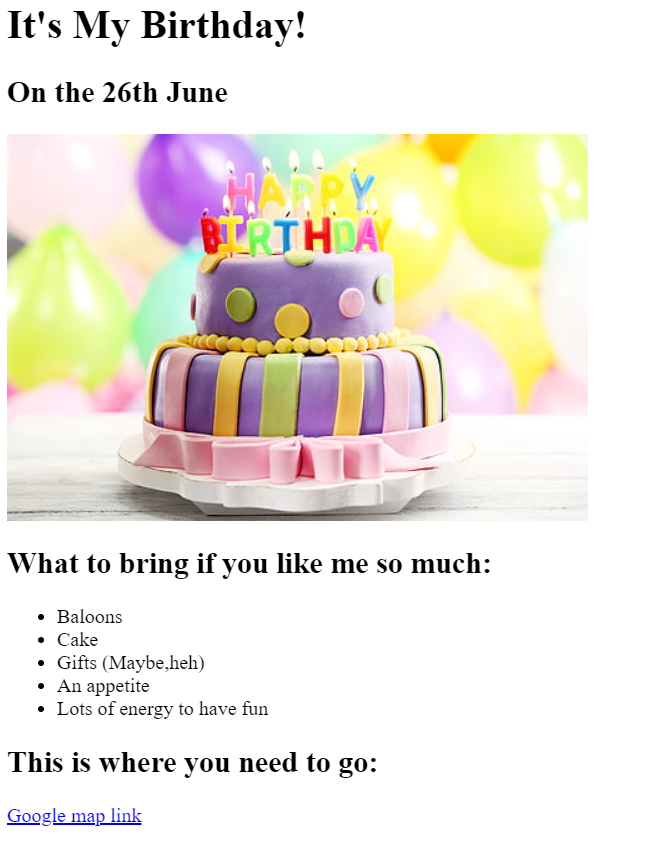 It's My Birthday!
On the 26th June
HAPPY
BIRTHDAY
What to bring if you like me so much:
Baloons
Cake
Gifts (Maybe,heh)
An appetite
Lots of energy to have fun
This is where you need to go:
Google map link